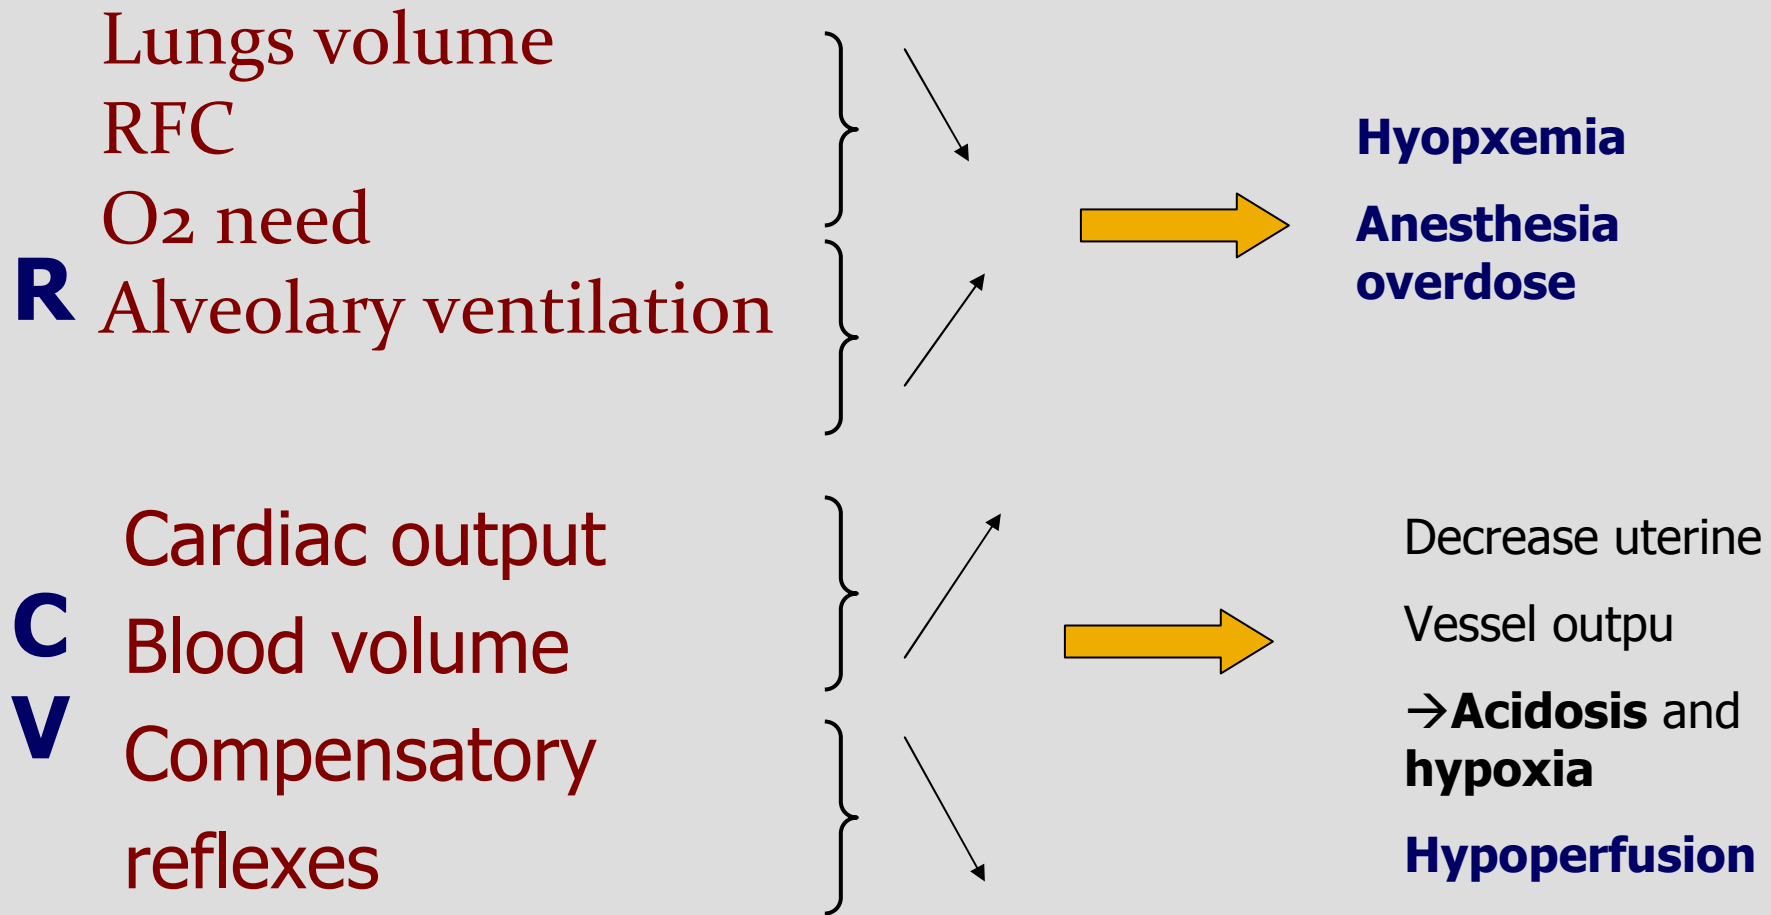 Lungs volume
RFC
O2 need
R
Alveolary ventilation
Hyopxemia
Anesthesia
overdose
C
V
Cardiac output
Blood volume
Compensatory
reflexes
Decrease uterine
Vessel outpu
→Acidosis and
hypoxia
Hypoperfusion